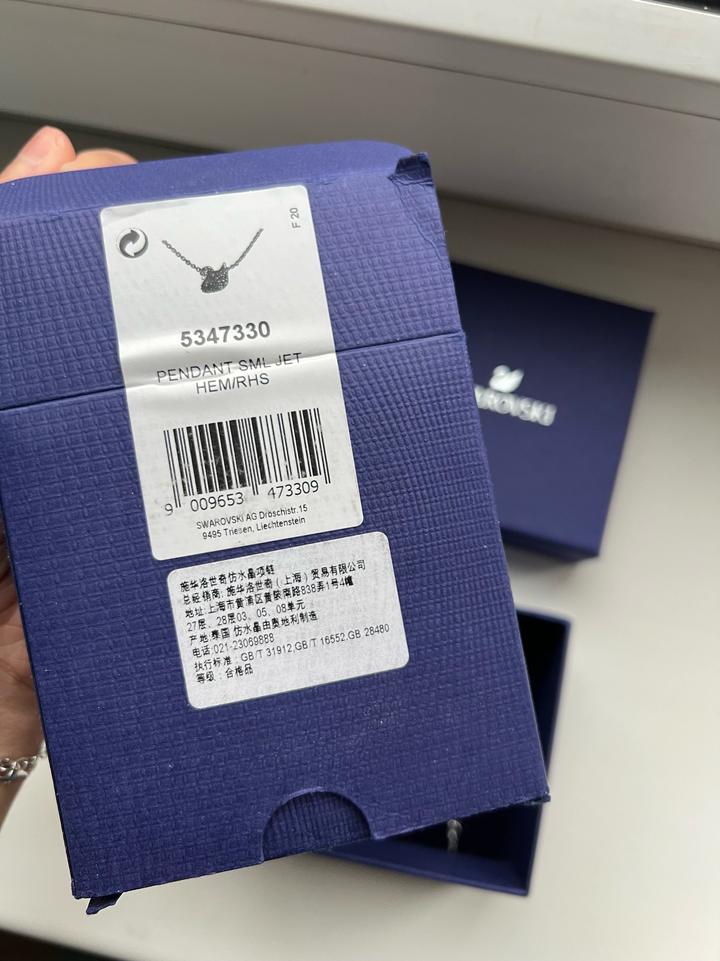 F 20
5347330
PENDANT SML JET
HEM/RHS
9 009653 473309
SWAROVSKI AG Dröschistr.15
9495 Triesen, Liechtenstein
施华洛世奇仿水晶项链
总经销商: 施华洛世奇（上海）贸易有限公司
地址:上海市黄浦区黄陂南路838弄1号4幢
27层、28层03、05、08单元
产地:泰国 仿水晶由奥地利制造
电话:021-23069888
执行标准：GB/T 31912,GB/T 16552,GB 28480
等级：合格品
SWAROVSKI